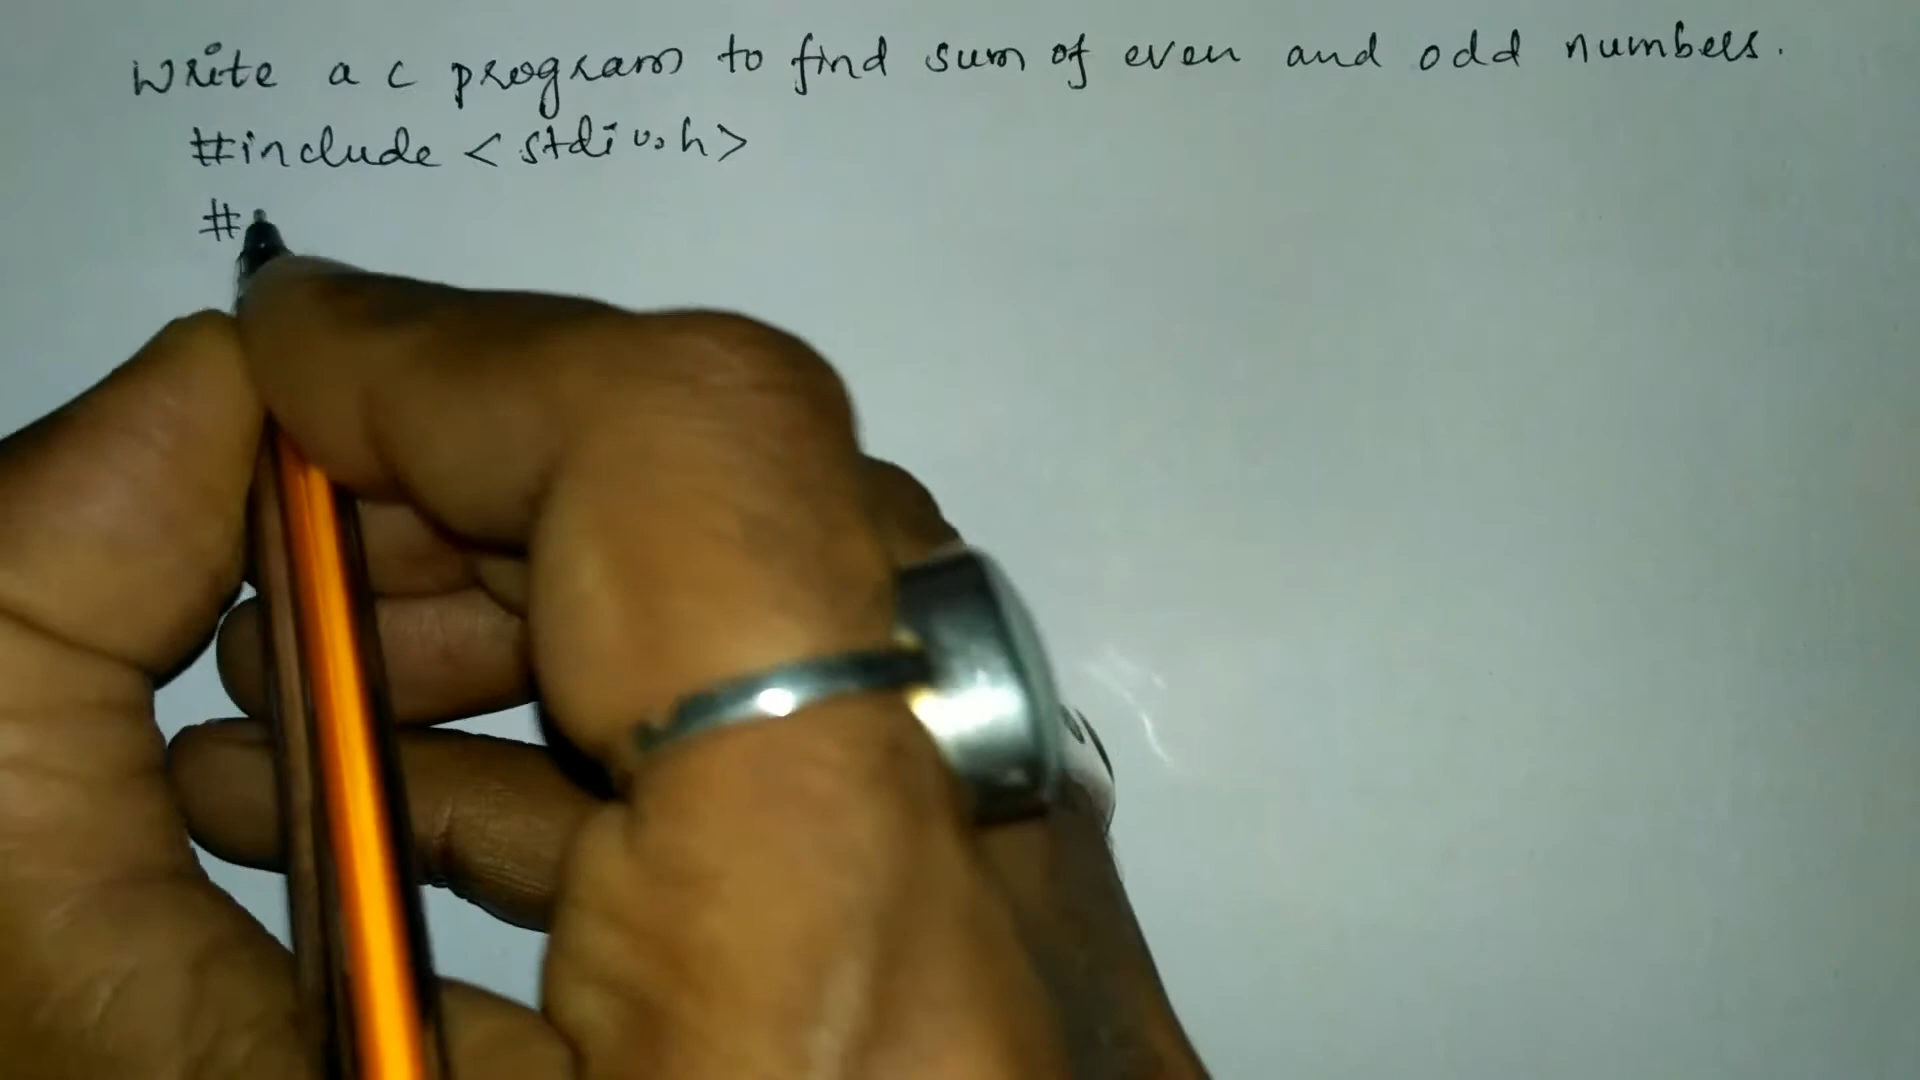 Write a c program to find sum of even and odd numbers.
#include <stdio.h>
#